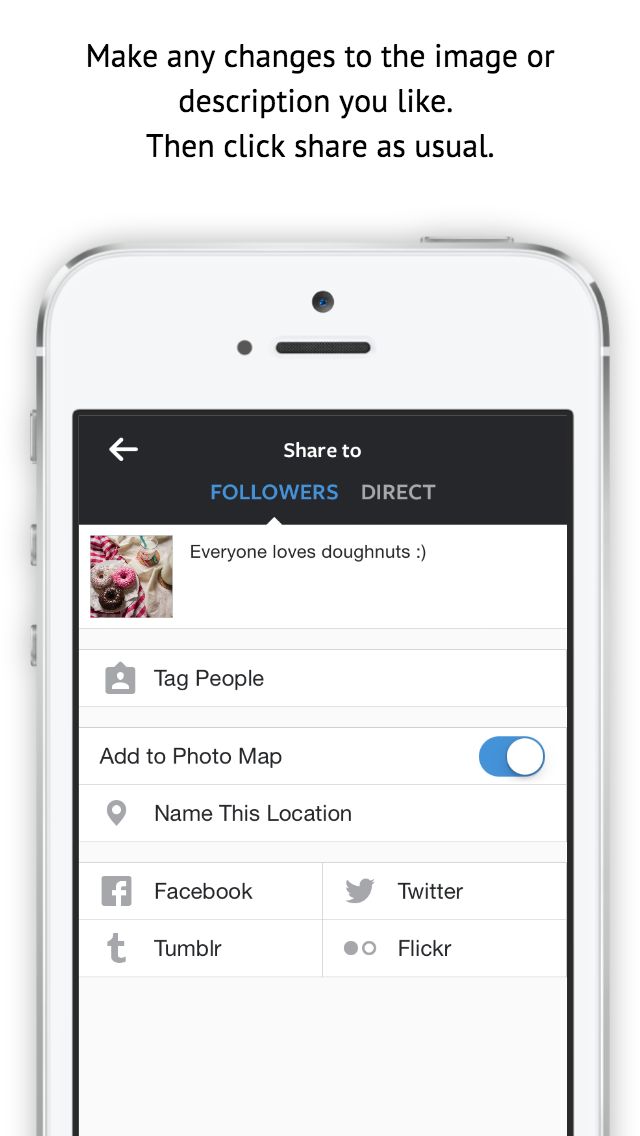 Make any changes to the image or
description you like.
Then click share as usual.
Share to
FOLLOWERS DIRECT
Everyone loves doughnuts :)
Tag People
Add to Photo Map
Name This Location
Facebook Twitter
Tumblr Flickr